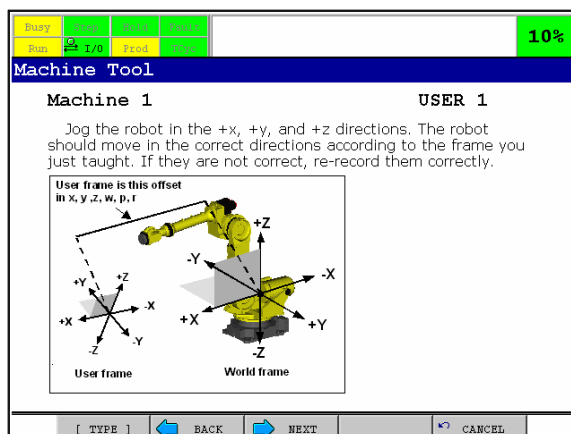 Busy Step Hold Fault
Run I/O Prod TCyc
10%
Machine Tool
Machine 1 USER 1
Jog the robot in the +x, +y, and +z directions. The robot
should move in the correct directions according to the frame you
just taught. If they are not correct, re-record them correctly.
User frame is this offset
in x, y ,z, w, p, r
+Z
-Y
-X
+X
+Y
-Z
World frame
+Y
+Z
-X
+X
-Z
-Y
User frame
[ TYPE ] BACK NEXT CANCEL